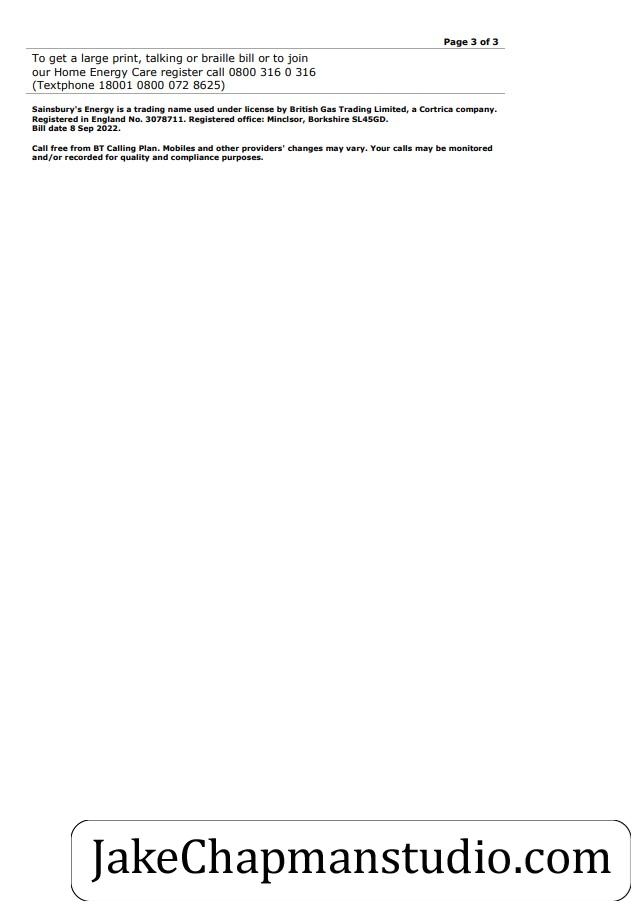 Page 3 of 3
To get a large print, talking or braille bill or to join
our Home Energy Care register call 0800 316 0 316
(Textphone 18001 0800 072 8625)
Sainsbury's Energy is a trading name used under license by British Gas Trading Limited, a Cortrica company.
Registered in England No. 3078711. Registered office: Minclsor, Borkshire SL45GD.
Bill date 8 Sep 2022.
Call free from BT Calling Plan. Mobiles and other providers' changes may vary. Your calls may be monitored
and/or recorded for quality and compliance purposes.
JakeChapmanstudio.com